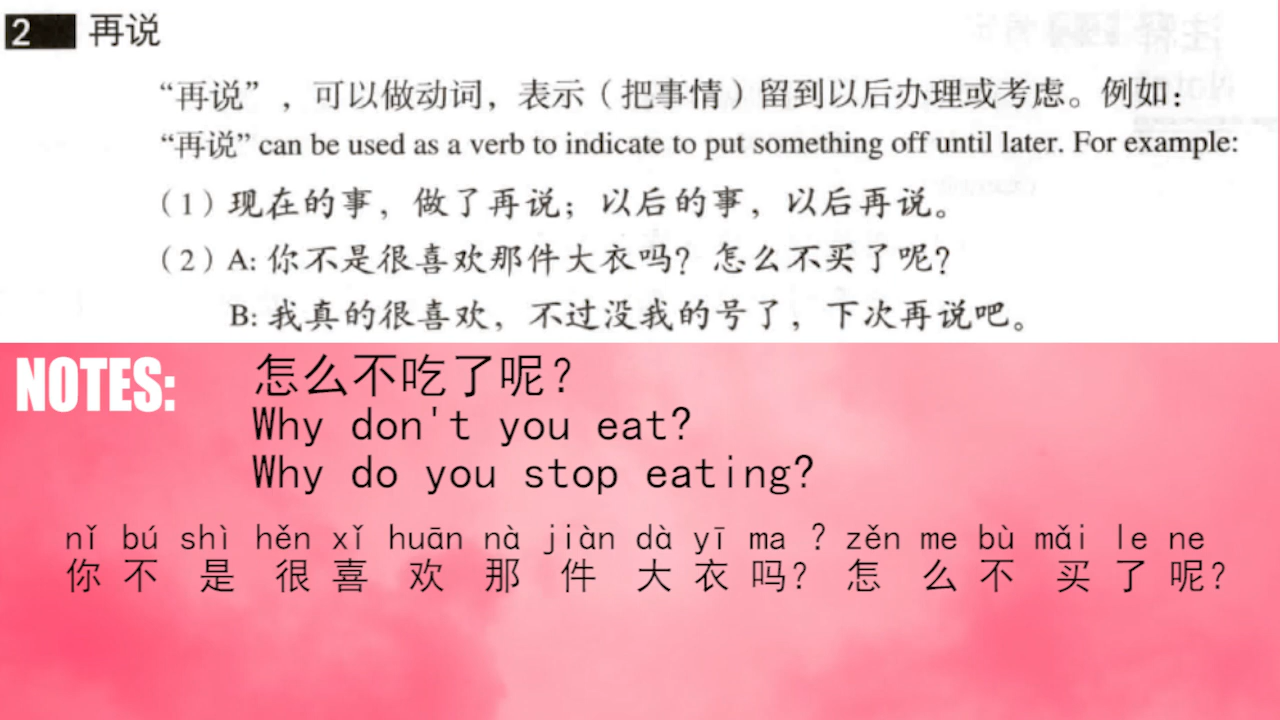 2 再说
“再说”，可以做动词，表示（把事情）留到以后办理或考虑。例如：
“再说” can be used as a verb to indicate to put something off until later. For example:
（1）现在的事，做了再说；以后的事，以后再说。
（2）A: 你不是很喜欢那件大衣吗？怎么不买了呢？
B: 我真的很喜欢，不过没我的号了，下次再说吧。
NOTES:
怎么不吃了呢？
Why don't you eat?
Why do you stop eating?
nǐ bú shì hěn xǐ huān nà jiàn dà yī ma ? zěn me bù mǎi le ne
你 不 是 很 喜 欢 那 件 大 衣 吗？ 怎 么 不 买 了 呢？